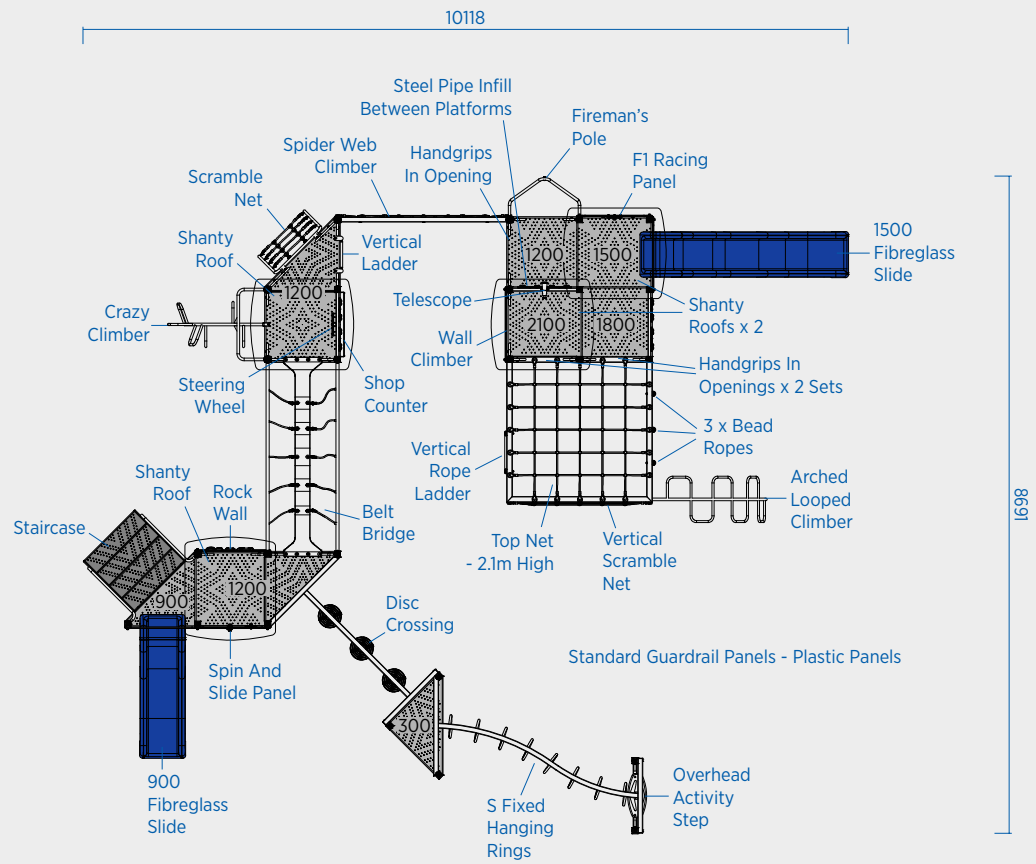 10118
Steel Pipe Infill
Between Platforms
Fireman's
Pole
Spider Web
Climber
Handgrips
In Opening
F1 Racing
Panel
Scramble
Net
Shanty
Roof
Vertical
Ladder
1200
1500
1500
Fibreglass
Slide
1200
Telescope
Shanty
Roofs x 2
Crazy
Climber
Wall
Climber
2100
1800
Steering
Wheel
Shop
Counter
Handgrips In
Openings x 2 Sets
3 x Bead
Ropes
Vertical
Rope
Ladder
Shanty
Roof
Rock
Wall
Arched
Looped
Climber
8691
Staircase
Belt
Bridge
Top Net
- 2.1m High
Vertical
Scramble
Net
900
1200
Disc
Crossing
Standard Guardrail Panels - Plastic Panels
Spin And
Slide Panel
300
900
Fibreglass
Slide
S Fixed
Hanging
Rings
Overhead
Activity
Step